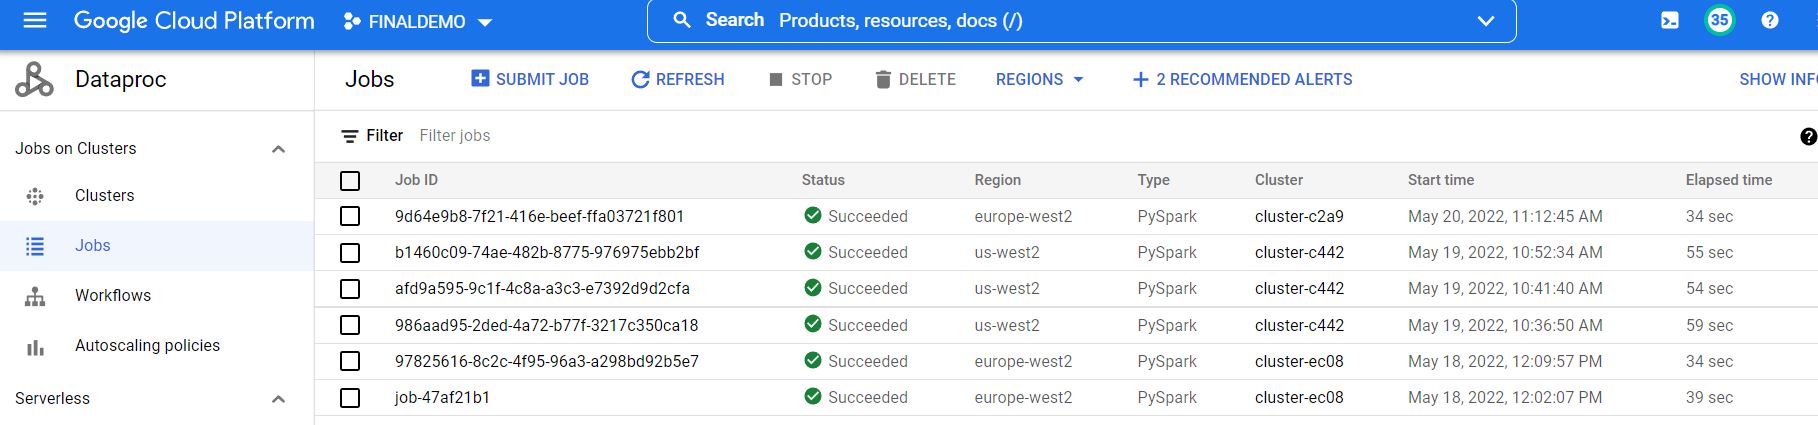 Google Cloud Platform FINALDEMO Search Products, resources, docs (/) 35 ?
Dataproc Jobs SUBMIT JOB REFRESH STOP DELETE REGIONS 2 RECOMMENDED ALERTS
Jobs on Clusters
Clusters
Jobs
Workflows
Autoscaling policies
Serverless
Filter Filter jobs ?
Job ID Status Region Type Cluster Start time Elapsed time
9d64e9b8-7f21-416e-beef-ffa03721f801 Succeeded europe-west2 PySpark cluster-c2a9 May 20, 2022, 11:12:45 AM 34 sec
b1460c09-74ae-482b-8775-976975ebb2bf Succeeded us-west2 PySpark cluster-c442 May 19, 2022, 10:52:34 AM 55 sec
afd9a595-9c1f-4c8a-a3c3-e7392d9d2cfa Succeeded us-west2 PySpark cluster-c442 May 19, 2022, 10:41:40 AM 54 sec
986aad95-2ded-4a72-b77f-3217c350ca18 Succeeded us-west2 PySpark cluster-c442 May 19, 2022, 10:36:50 AM 59 sec
97825616-8c2c-4f95-96a3-a298bd92b5e7 Succeeded europe-west2 PySpark cluster-ec08 May 18, 2022, 12:09:57 PM 34 sec
job-47af21b1 Succeeded europe-west2 PySpark cluster-ec08 May 18, 2022, 12:02:07 PM 39 sec